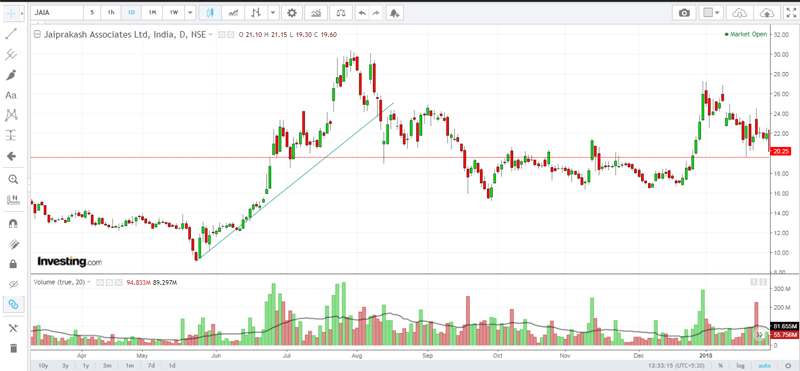 JAIA 5 1h 1D 1W
Jaiprakash Associates Ltd, India, D, NSE O 21.10 H 21.15 L 19.30 C 19.60
Market Open
32.00
30.00
28.00
26.00
24.00
22.00
20.25
18.00
16.00
14.00
12.00
10.00
8.00
Investing.com
Volume (true, 20) 94.833M 89.297M
300.M
200.M
81.655M
55.756M
0
Apr May Jun Jul Aug Sep Oct Nov Dec 2018
10y 3y 1y 3m 1m 7d 1d 13:33:15 (UTC+5:30) % log auto